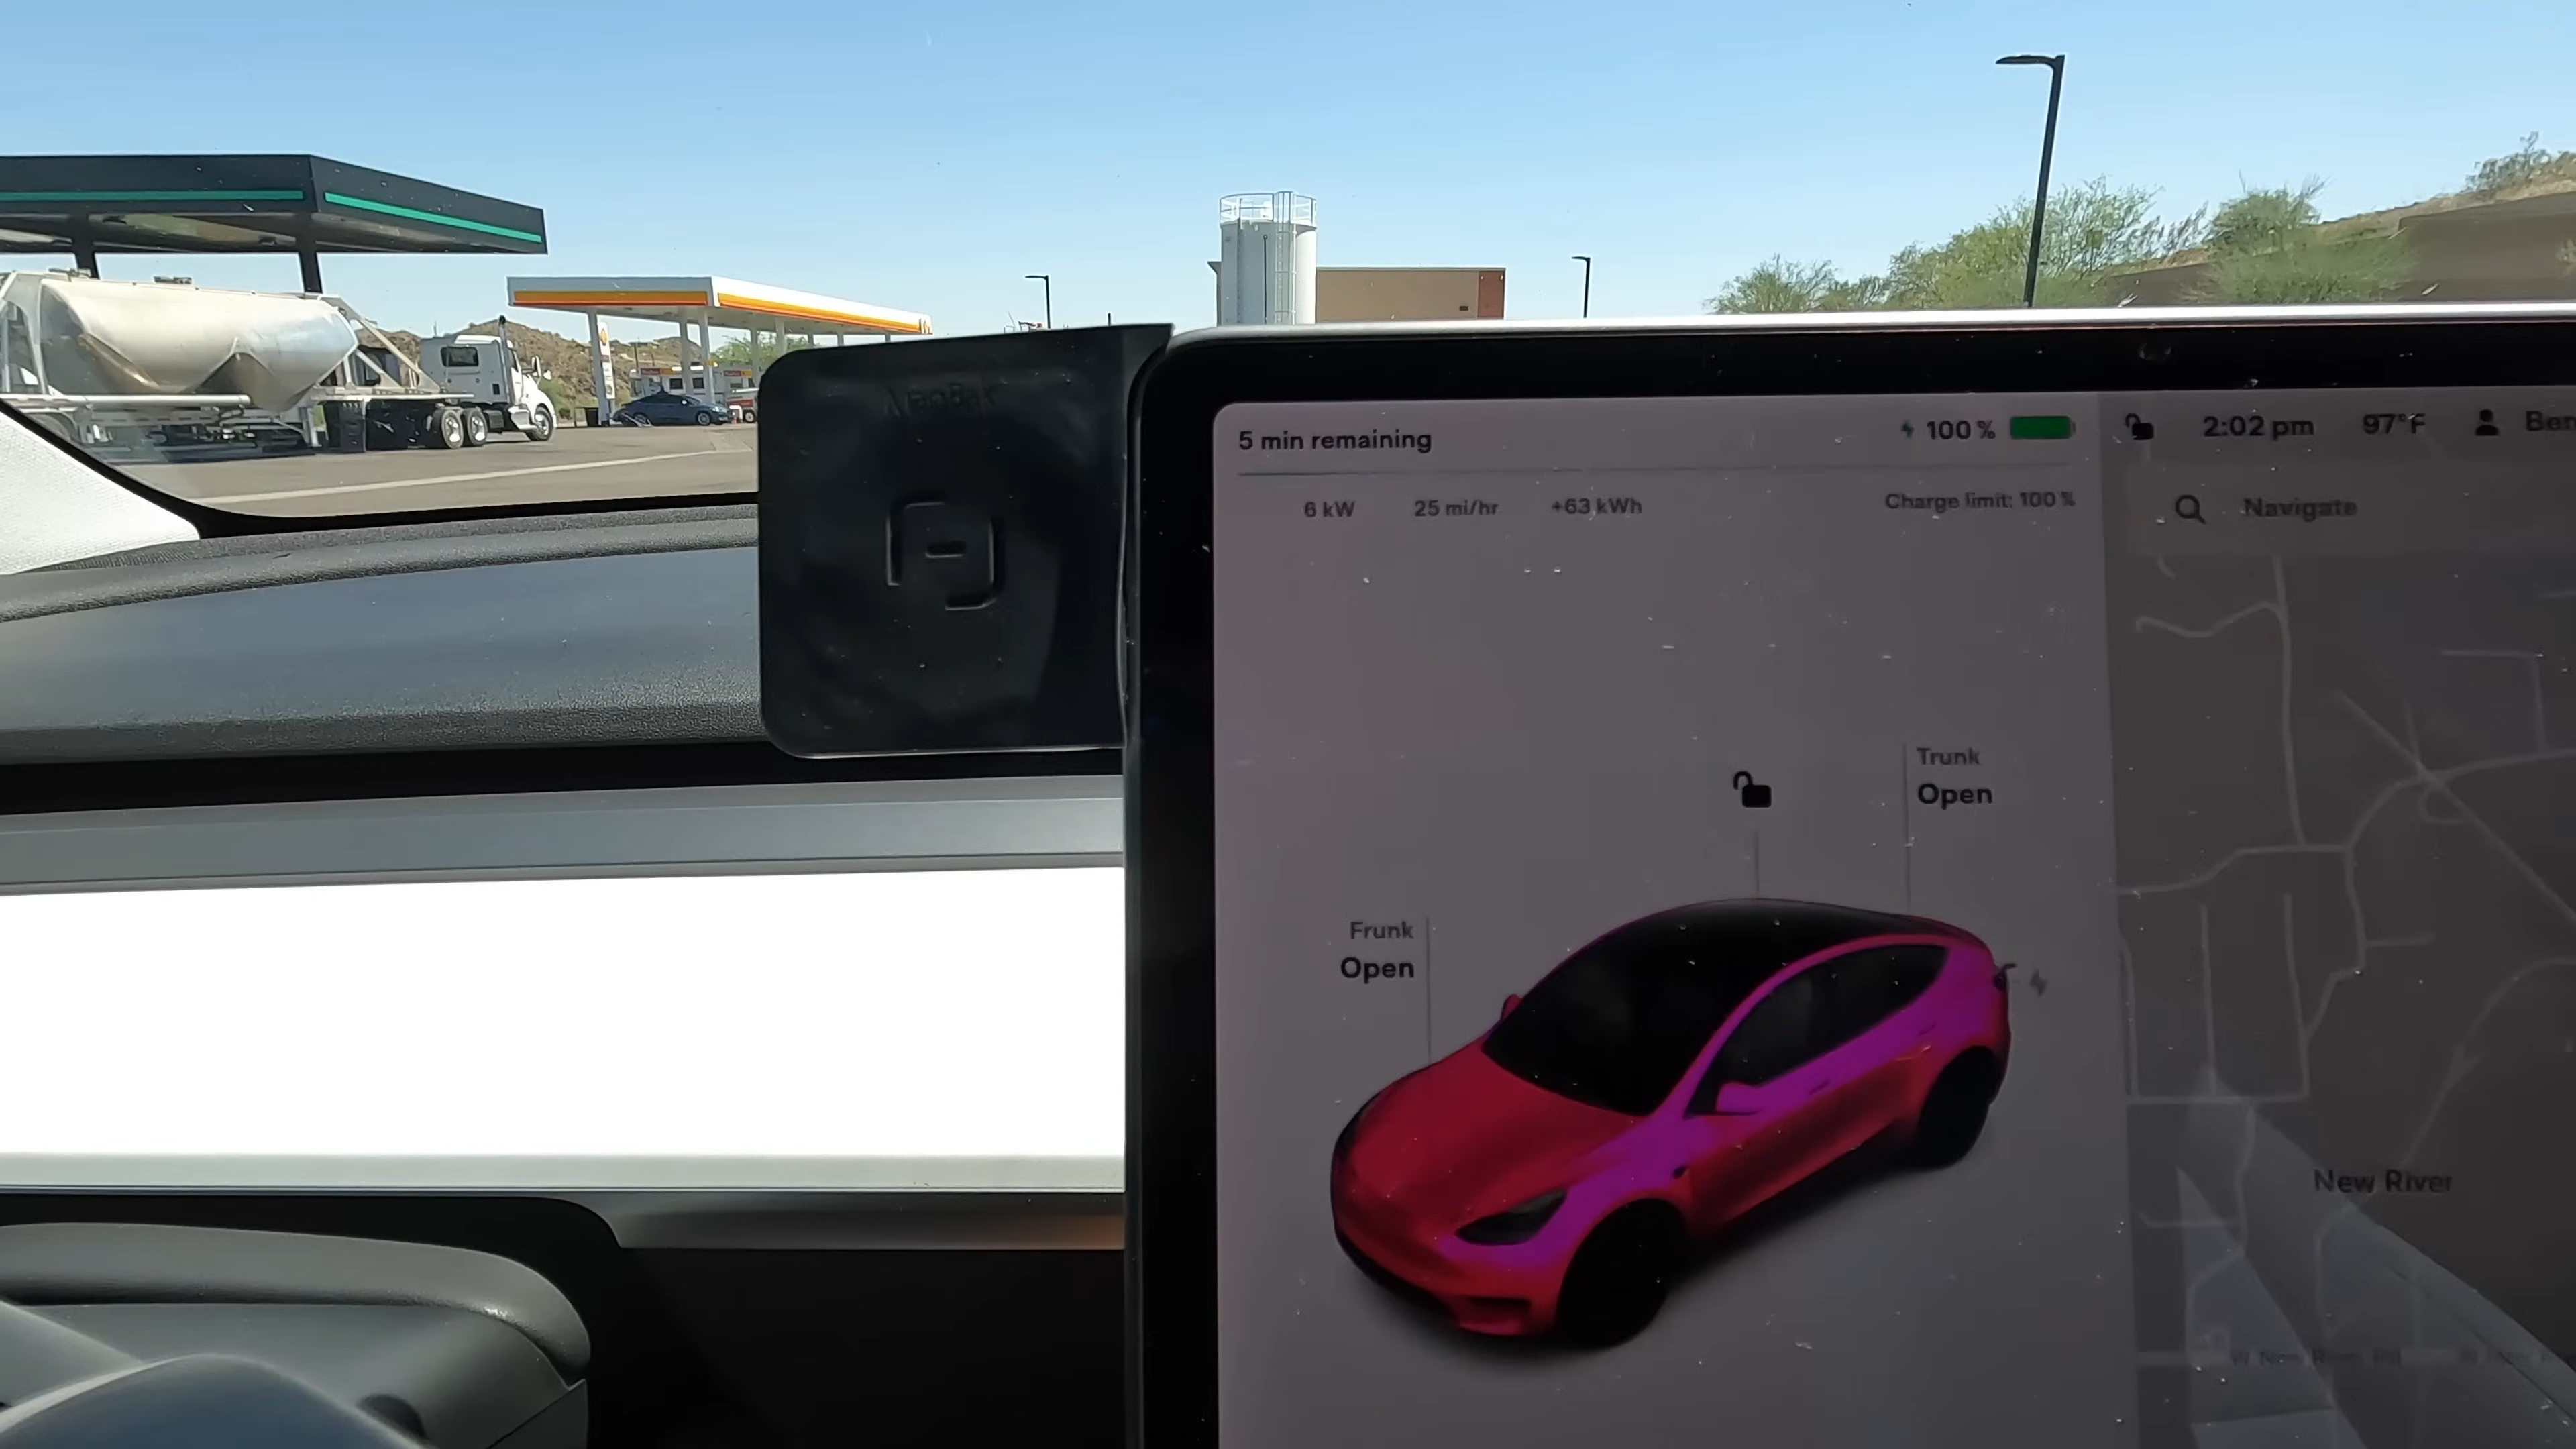 5 min remaining
100 %
2:02 pm
97°F
Ben
6 kW
25 mi/hr
+63 kWh
Charge limit: 100 %
Navigate
Trunk
Open
Frunk
Open
New River